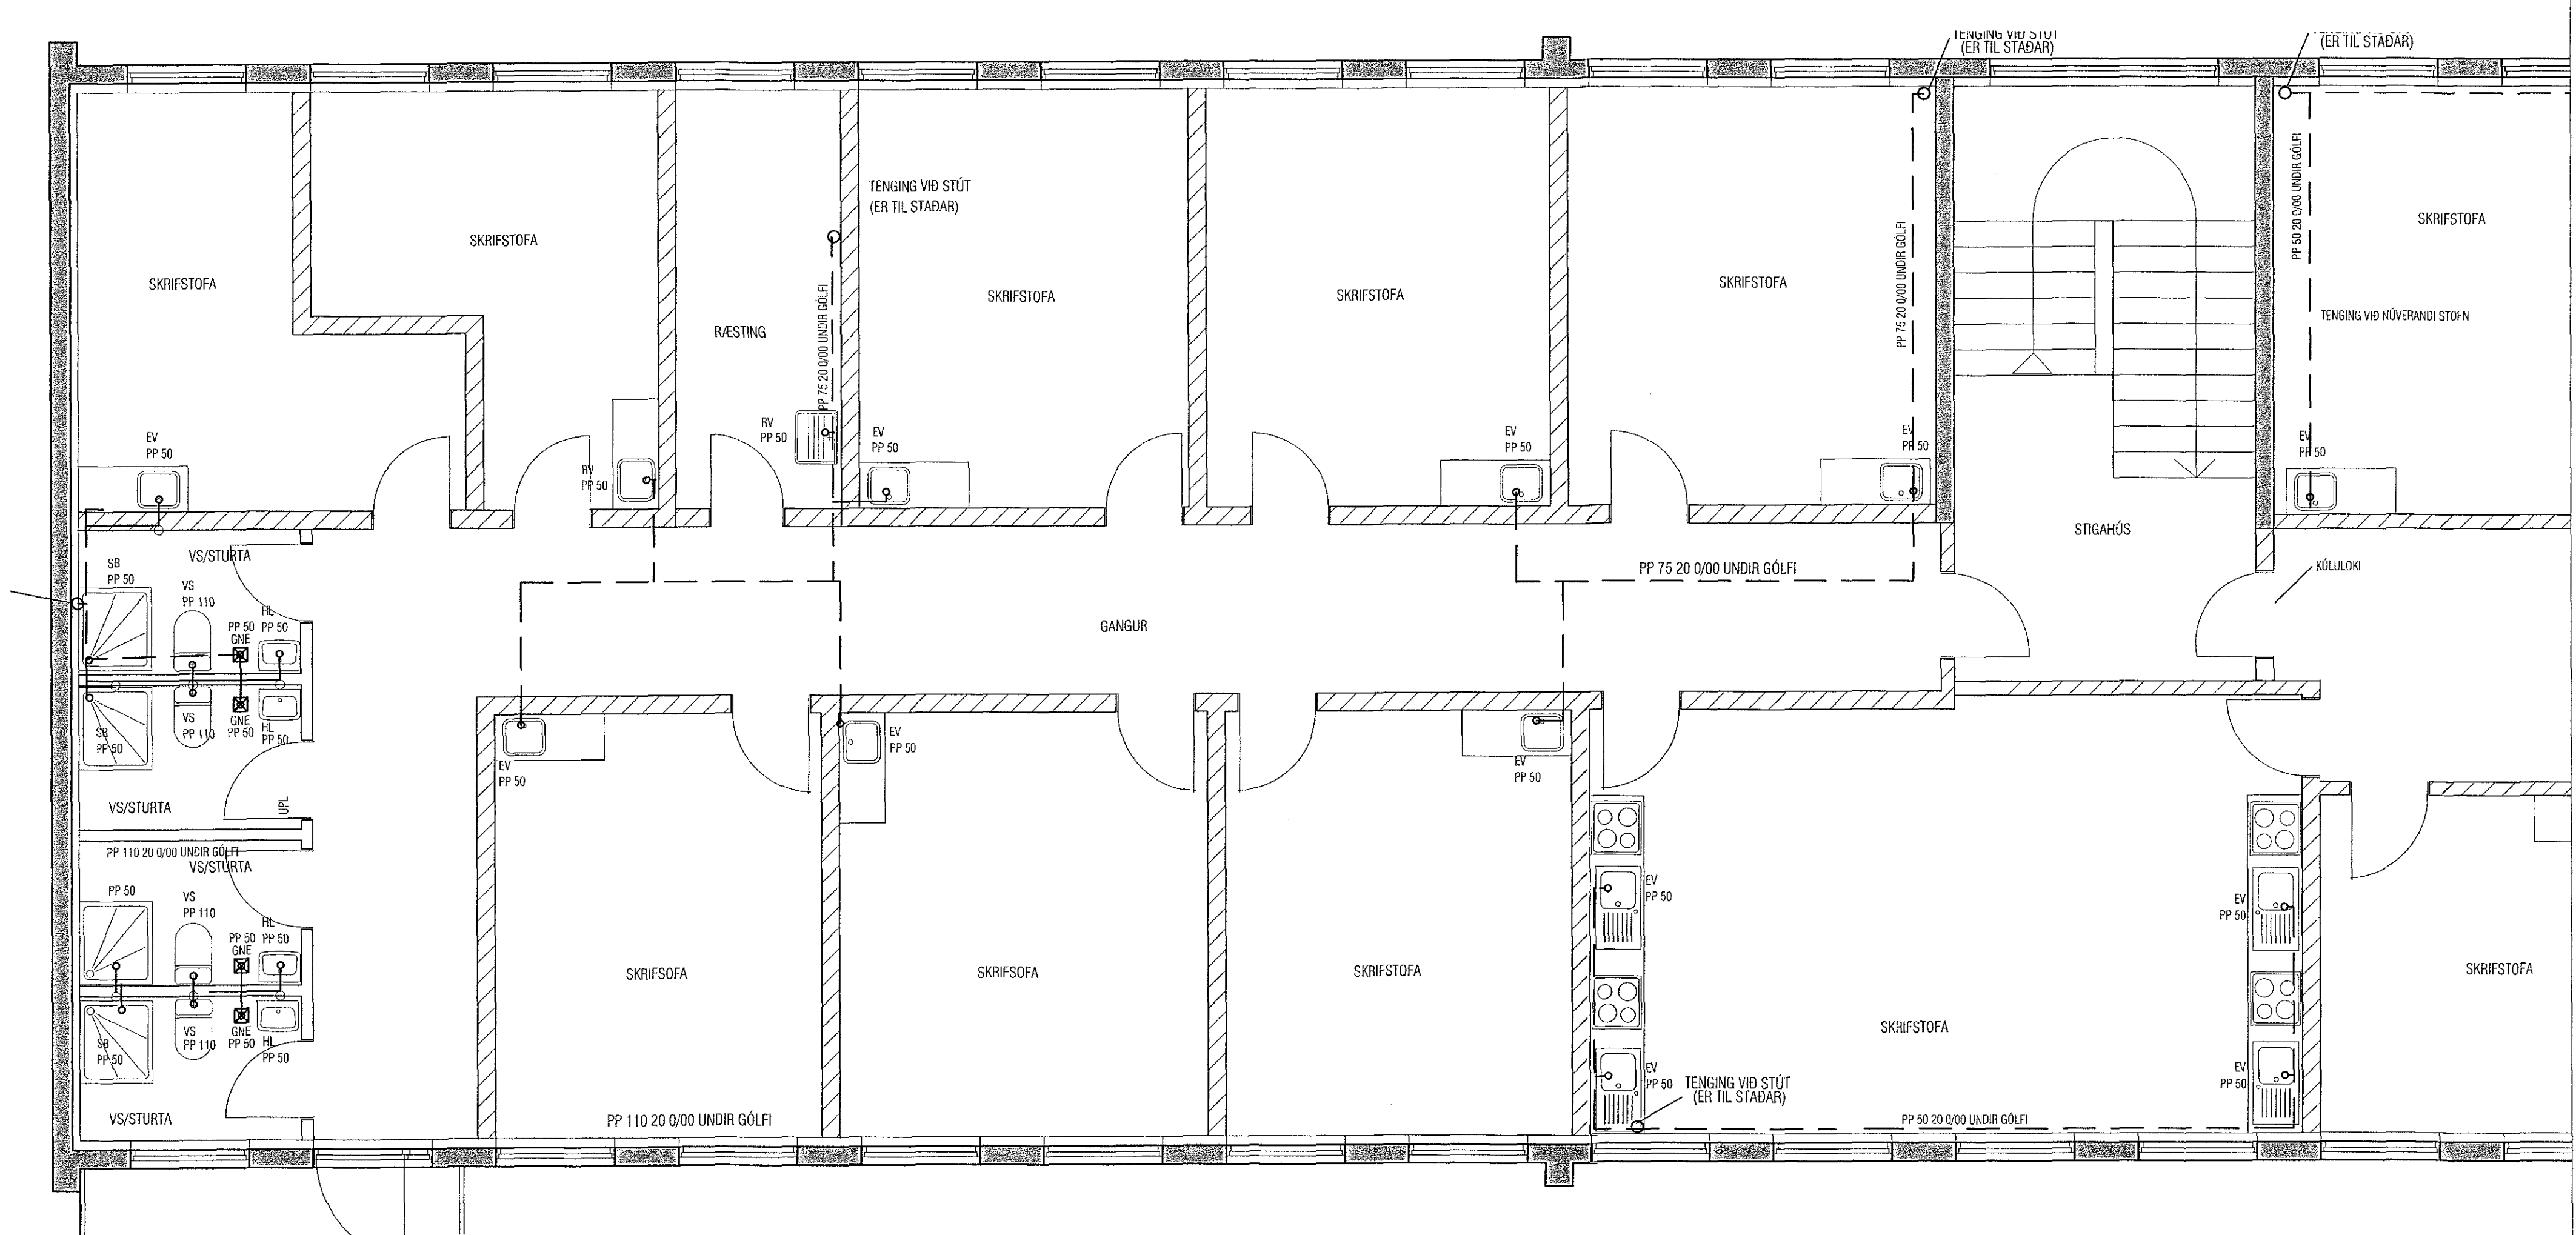 TENGING VIÐ STÚT
(ER TIL STAÐAR)
(ER TIL STAÐAR)
TENGING VIÐ STÚT
(ER TIL STAÐAR)
SKRIFSTOFA
SKRIFSTOFA
RÆSTING
PP 75 20 0/00 UNDIR GÓLFI
SKRIFSTOFA
SKRIFSTOFA
SKRIFSTOFA
PP 75 20 0/00 UNDIR GÓLFI
PP 50 20 0/00 UNDIR GÓLFI
SKRIFSTOFA
TENGING VIÐ NÚVERANDI STOFN
EV
PP 50
RV
PP 50
RV
PP 50
EV
PP 50
EV
PP 50
EV
PP 50
EV
PP 50
STIGAHÚS
KÚLULOKI
PP 75 20 0/00 UNDIR GÓLFI
GANGUR
VS/STURTA
SB
PP 50
VS
PP 110
PP 50
GNE
HL
PP 50
SB
PP 50
VS
PP 110
GNE
PP 50
HL
PP 50
VS/STURTA
UPL
PP 110 20 0/00 UNDIR GÓLFI
VS/STURTA
PP 50
VS
PP 110
PP 50
GNE
HL
PP 50
SB
PP 50
VS
PP 110
GNE
PP 50
HL
PP 50
VS/STURTA
EV
PP 50
EV
PP 50
EV
PP 50
SKRIFSOFA
SKRIFSOFA
SKRIFSTOFA
PP 110 20 0/00 UNDIR GÓLFI
EV
PP 50
EV
PP 50
TENGING VIÐ STÚT
(ER TIL STAÐAR)
SKRIFSTOFA
PP 50 20 0/00 UNDIR GÓLFI
EV
PP 50
EV
PP 50
SKRIFSTOFA